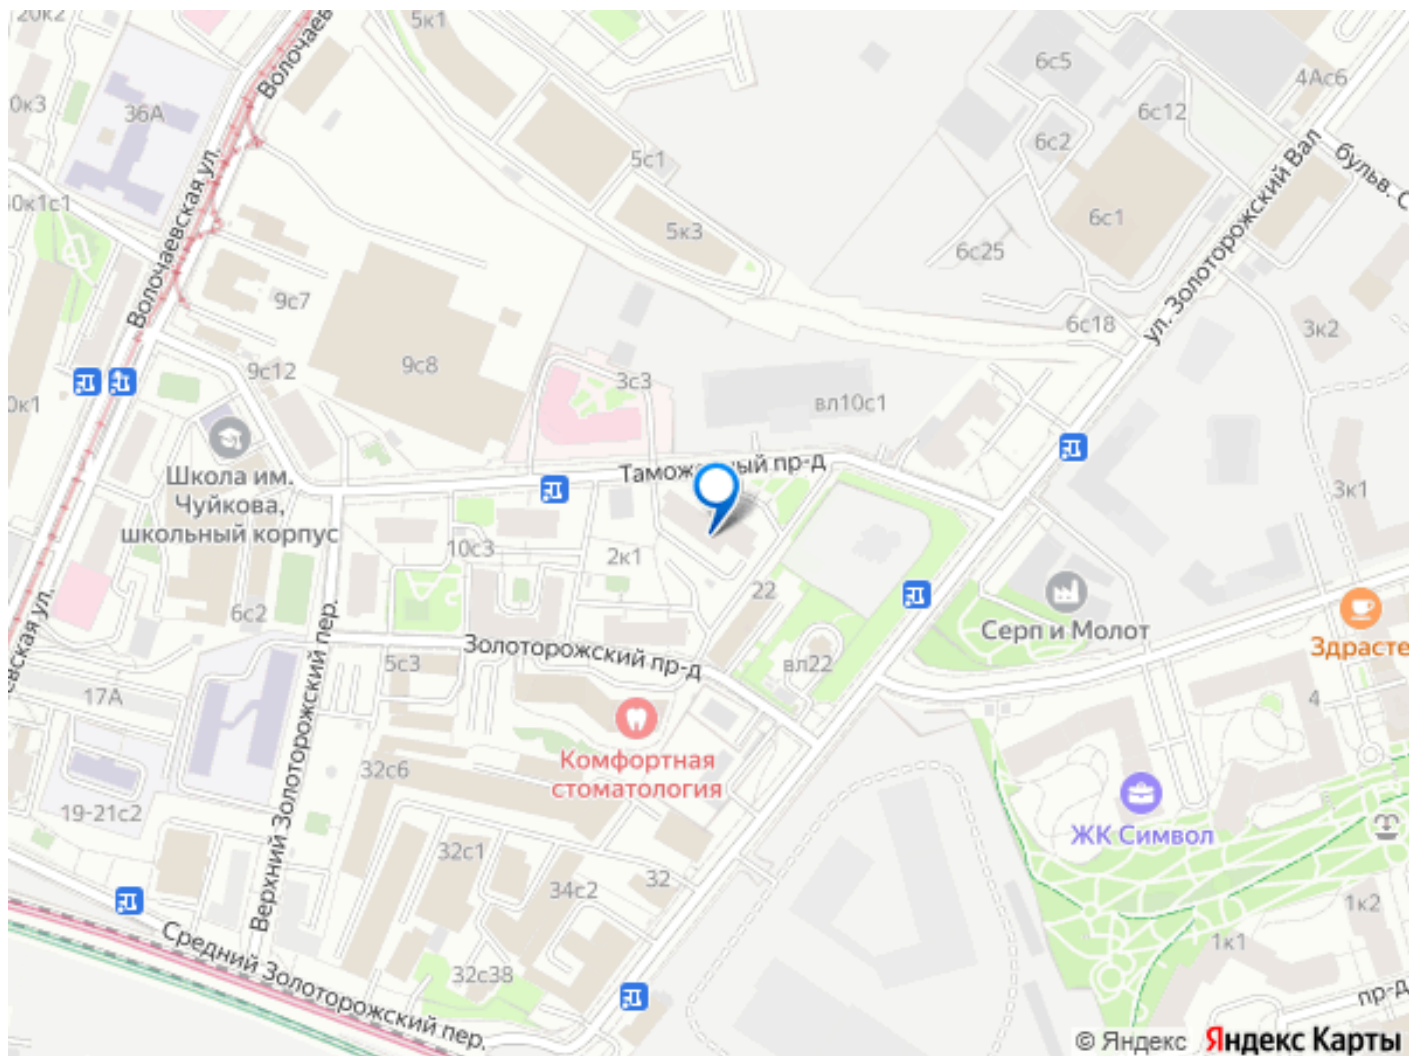 20к2
5к1
Волочаев
6с5
4Ас6
0к3
36А
6с12
6с2
5с1
ул. Золоторожский Вал
бульв. С
Волочаевская ул.
0к1с1
6с1
5к3
6с25
9с7
6с18
3к2
9с8
9с12
3с3
0к1
вл10с1
Школа им.
Чуйкова,
школьный корпус
Тамож ный пр-д
3к1
10с3
2к1
22
6с2
Серп и Молот
Здрасте
евская ул.
Верхний Золоторожский пер.
Золоторожский пр-д
5с3
вл22
17А
4
Комфортная
стоматология
32с6
19-21с2
ЖК Символ
32с1
34с2
32
1к2
1к1
Средний Золоторожский пер.
32с38
пр-д
© Яндекс Яндекс Карты